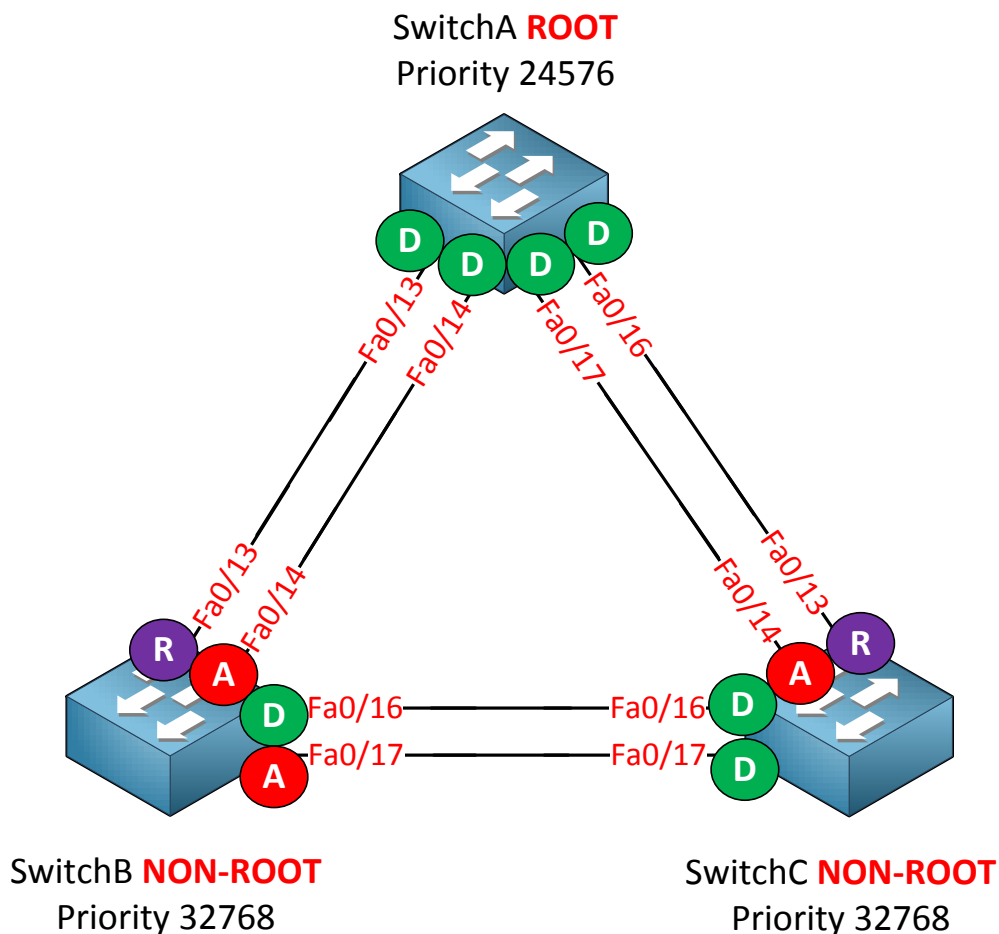 SwitchA ROOT
Priority 24576
D
D
D
D
Fa0/13
Fa0/14
Fa0/17
Fa0/16
Fa0/13
Fa0/14
Fa0/14
Fa0/13
R
A
A
R
D
Fa0/16
Fa0/16
D
A
Fa0/17
Fa0/17
D
SwitchB NON-ROOT
Priority 32768
SwitchC NON-ROOT
Priority 32768